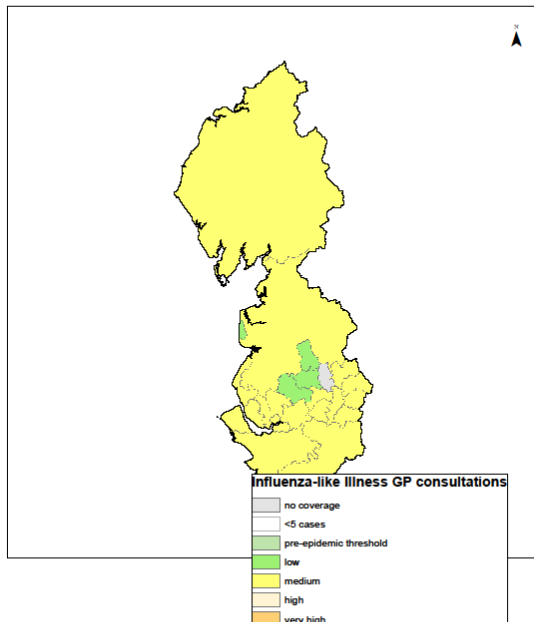 N
Influenza-like Illness GP consultations
no coverage
<5 cases
pre-epidemic threshold
low
medium
high
very high